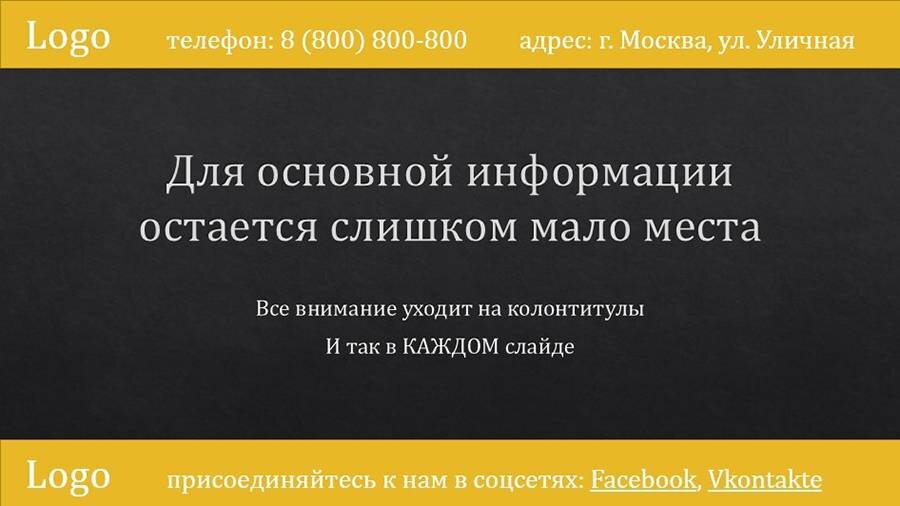 Logo телефон: 8 (800) 800-800 адрес: г. Москва, ул. Уличная
Для основной информации
остается слишком мало места
Все внимание уходит на колонтитулы
И так в КАЖДОМ слайде
Logo присоединяйтесь к нам в соцсетях: Facebook, Vkontakte